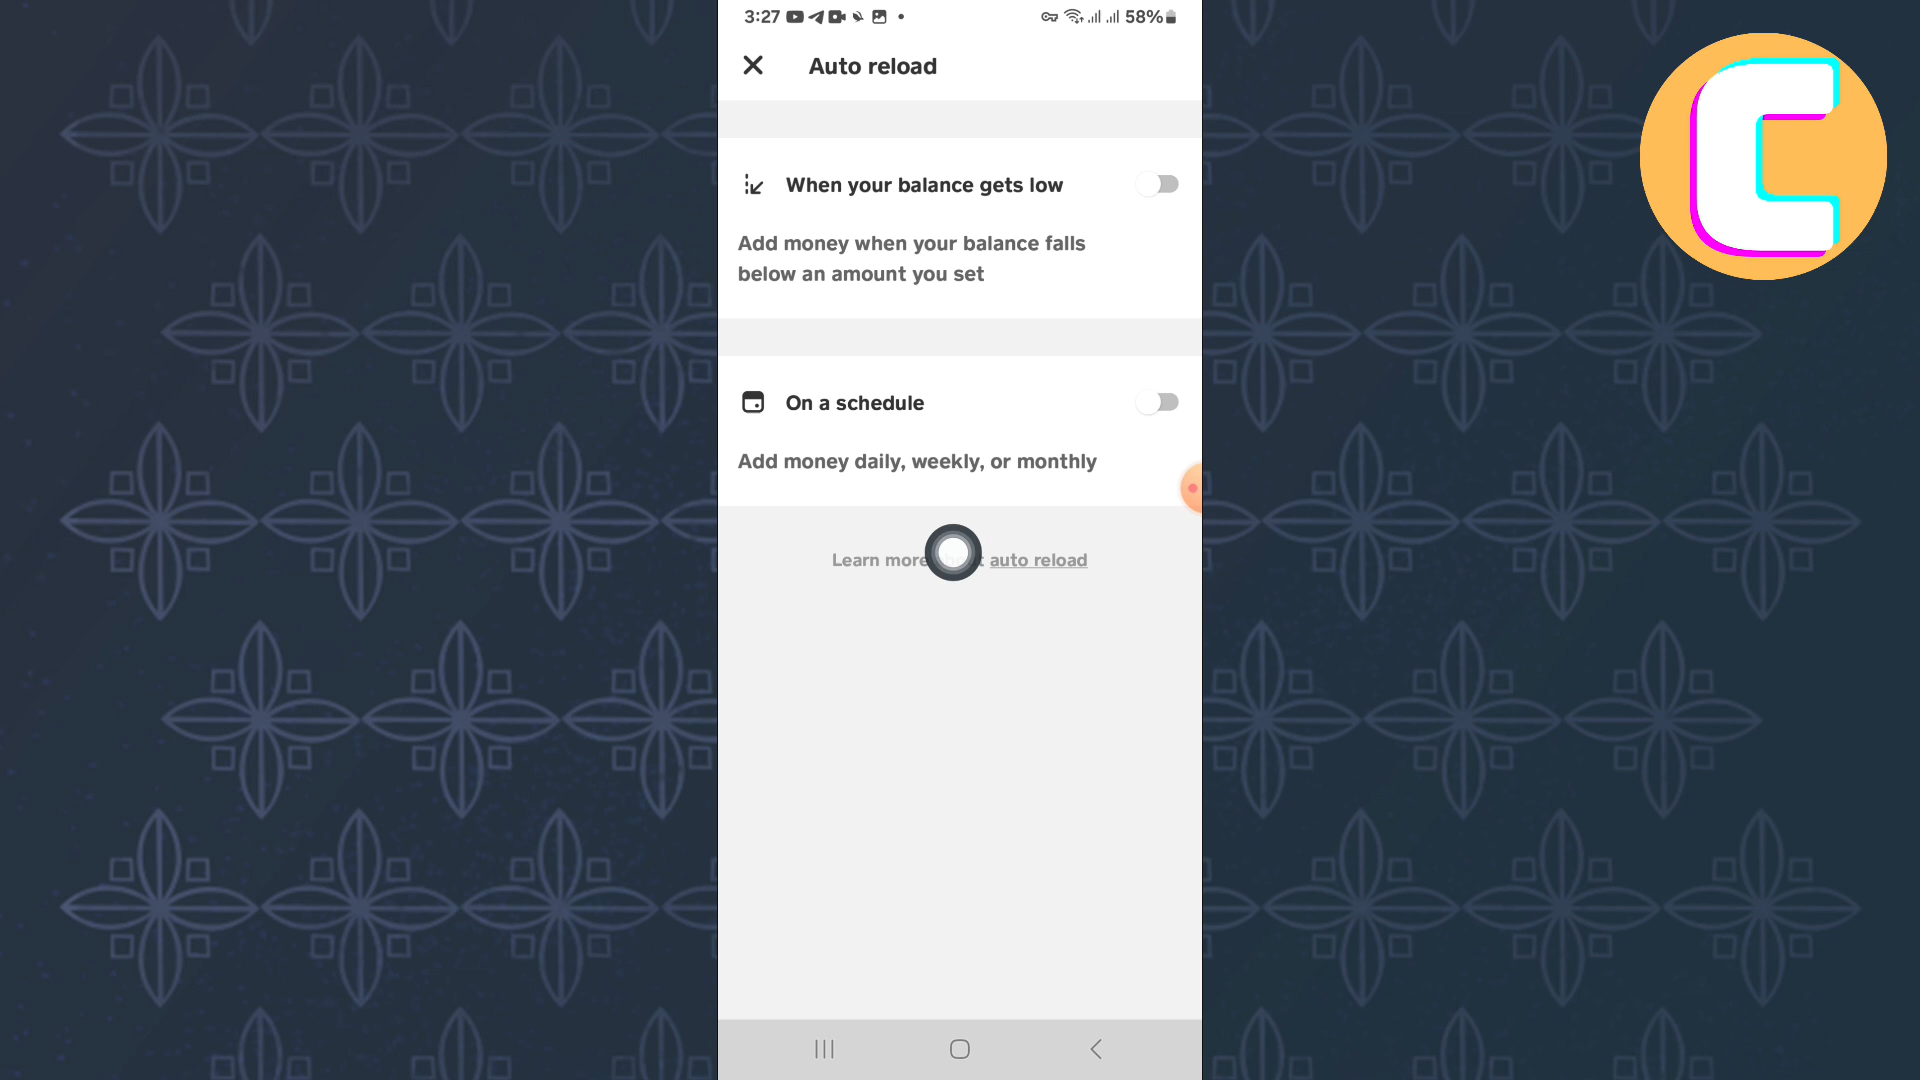 3:27 58%
Auto reload
When your balance gets low
Add money when your balance falls
below an amount you set
On a schedule
Add money daily, weekly, or monthly
Learn more auto reload
C